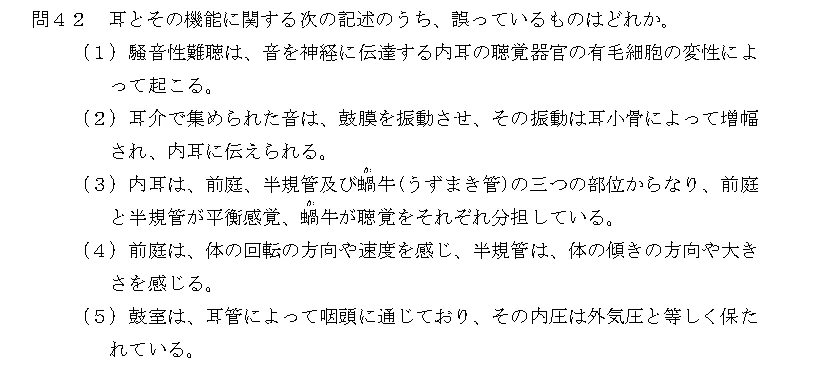 問42　耳とその機能に関する次の記述のうち、誤っているものはどれか。
（1）騒音性難聴は、音を神経に伝達する内耳の聴覚器官の有毛細胞の変性によ
って起こる。
（2）耳介で集められた音は、鼓膜を振動させ、その振動は耳小骨によって増幅
され、内耳に伝えられる。
（3）内耳は、前庭、半規管及び蝸（か）牛(うずまき管)の三つの部位からなり、前庭
と半規管が平衡感覚、蝸（か）牛が聴覚をそれぞれ分担している。
（4）前庭は、体の回転の方向や速度を感じ、半規管は、体の傾きの方向や大き
さを感じる。
（5）鼓室は、耳管によって咽頭に通じており、その内圧は外気圧と等しく保た
れている。